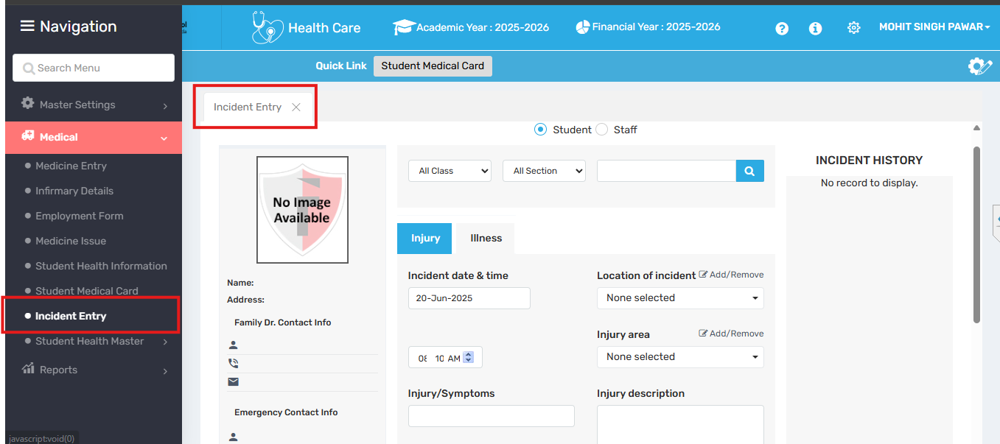 Navigation
Health Care
Academic Year : 2025-2026
Financial Year : 2025-2026
MOHIT SINGH PAWAR
Search Menu
Quick Link
Student Medical Card
Master Settings
Medical
Medicine Entry
Infirmary Details
Employment Form
Medicine Issue
Student Health Information
Student Medical Card
Incident Entry
Student Health Master
Reports
javascript:void(0)
Incident Entry
Student
Staff
No Image
Available
Name:
Address:
Family Dr. Contact Info
Emergency Contact Info
All Class
All Section
Injury
Illness
Incident date & time
20-Jun-2025
08 10 AM
Injury/Symptoms
Location of incident
Add/Remove
None selected
Injury area
Add/Remove
None selected
Injury description
INCIDENT HISTORY
No record to display.